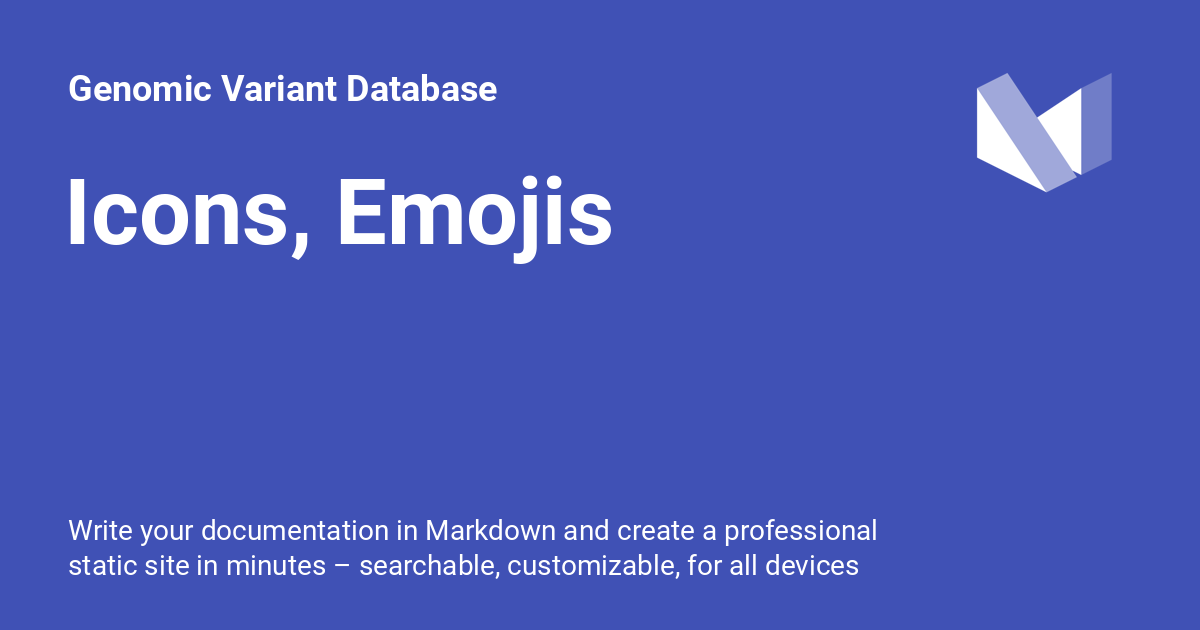 Genomic Variant Database
Icons, Emojis
Write your documentation in Markdown and create a professional
static site in minutes – searchable, customizable, for all devices